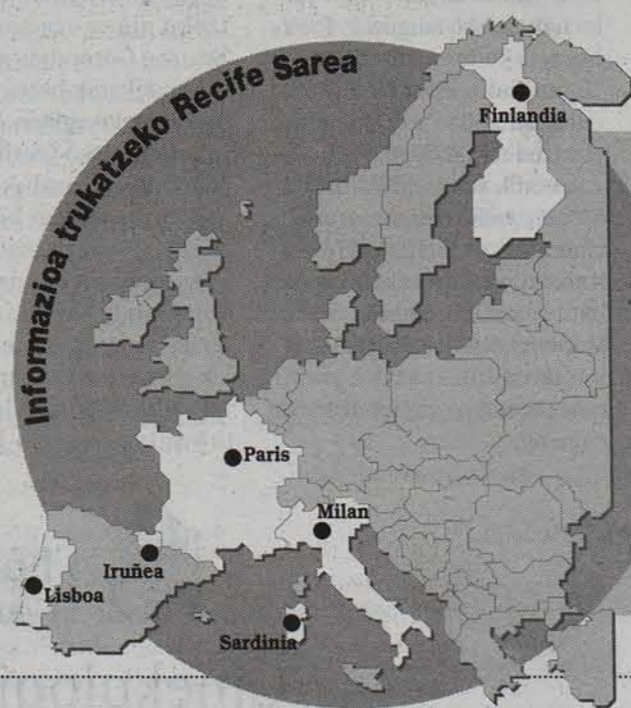 Informazioa trukatzeko Recife Sarea
Finlandia
Paris
Milan
Iruñea
Lisboa
Sardinia